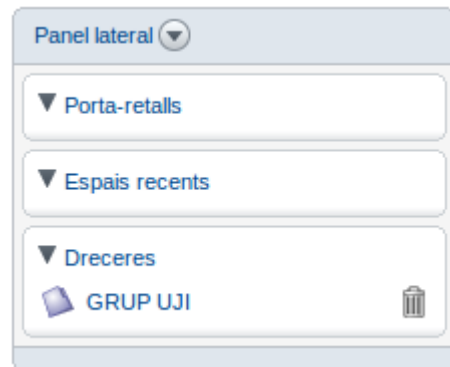 Panel lateral
Porta-retalls
Espais recents
Dreceres
GRUP UJI